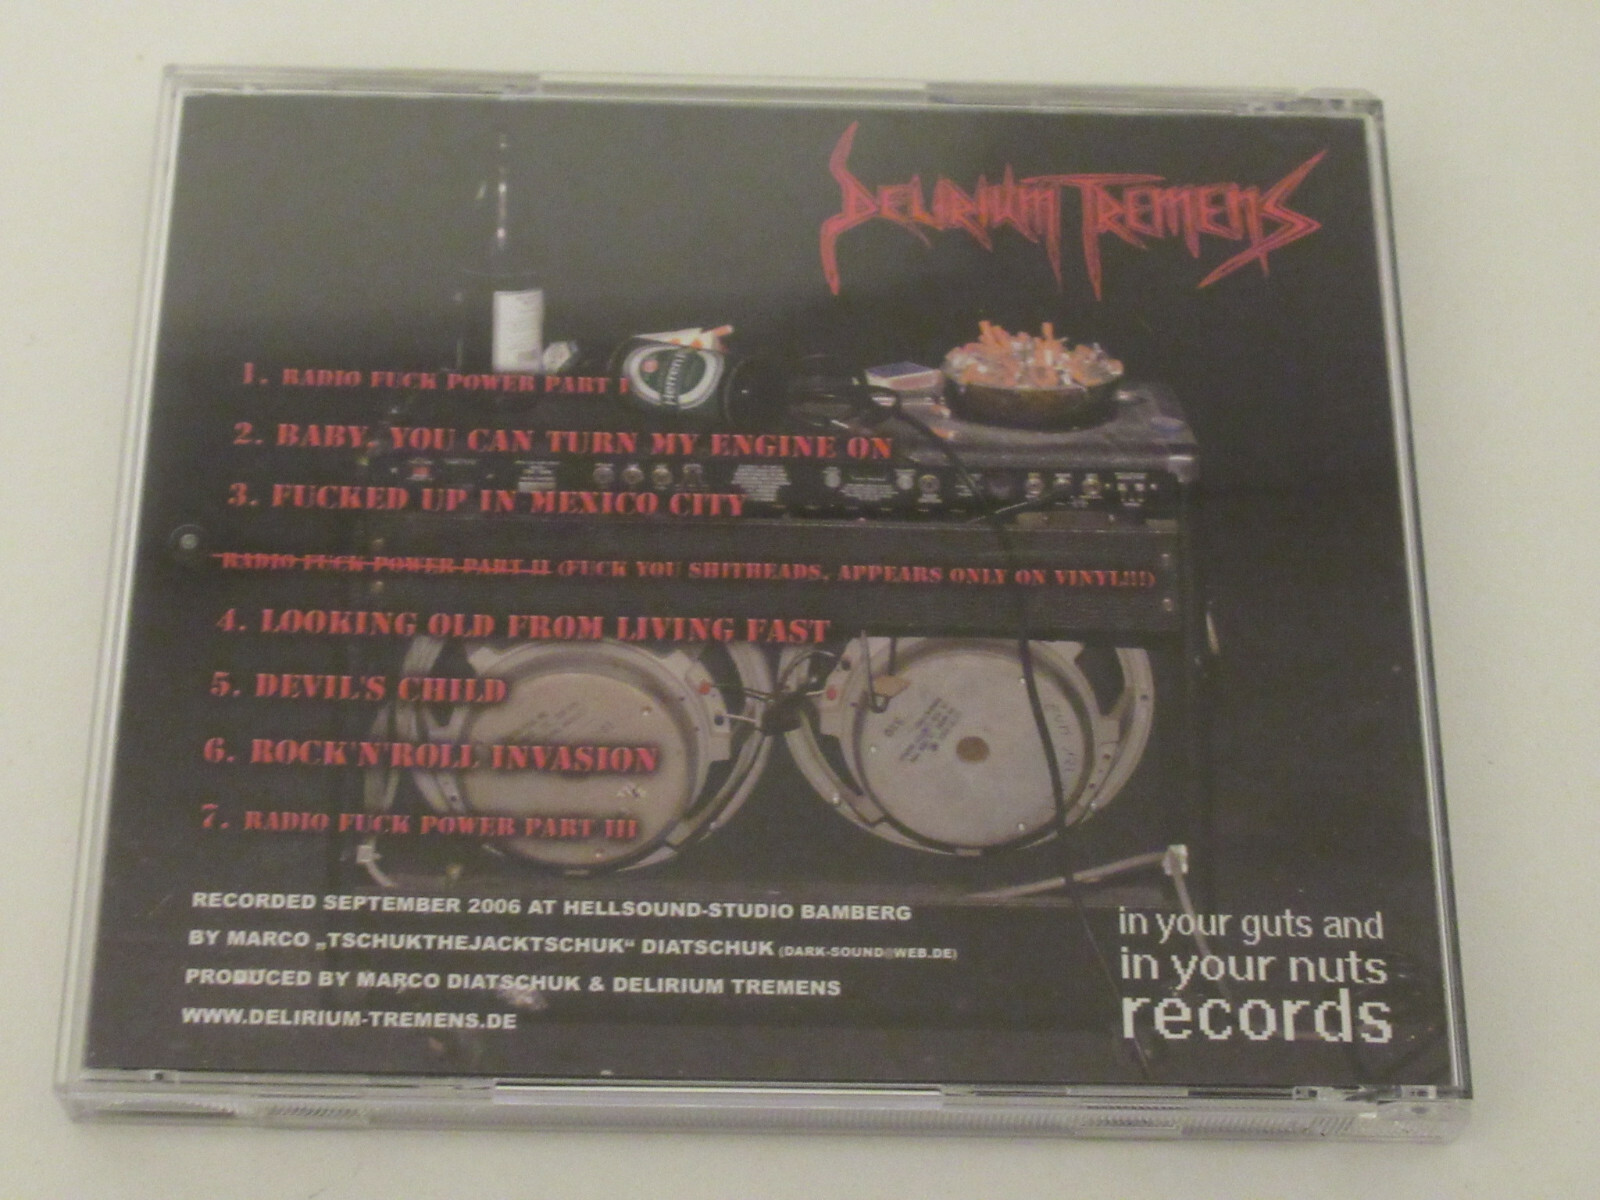 DELIRIUM TREMENS
1. RADIO FUCK POWER PART I
Herren
2. BABY, YOU CAN TURN MY ENGINE ON
3. FUCKED UP IN MEXICO CITY
RADIO FUCK POWER PART II (FUCK YOU SHITHEADS, APPEARS ONLY ON VINYL!!!)
4. LOOKING OLD FROM LIVING FAST
5. DEVIL'S CHILD
6. ROCK'N'ROLL INVASION
7. RADIO FUCK POWER PART III
RECORDED SEPTEMBER 2006 AT HELLSOUND-STUDIO BAMBERG
BY MARCO „TSCHUKTHEJACKTSCHUK“ DIATSCHUK (DARK-SOUND@WEB.DE)
PRODUCED BY MARCO DIATSCHUK & DELIRIUM TREMENS
WWW.DELIRIUM-TREMENS.DE
in your guts and
in your nuts
records